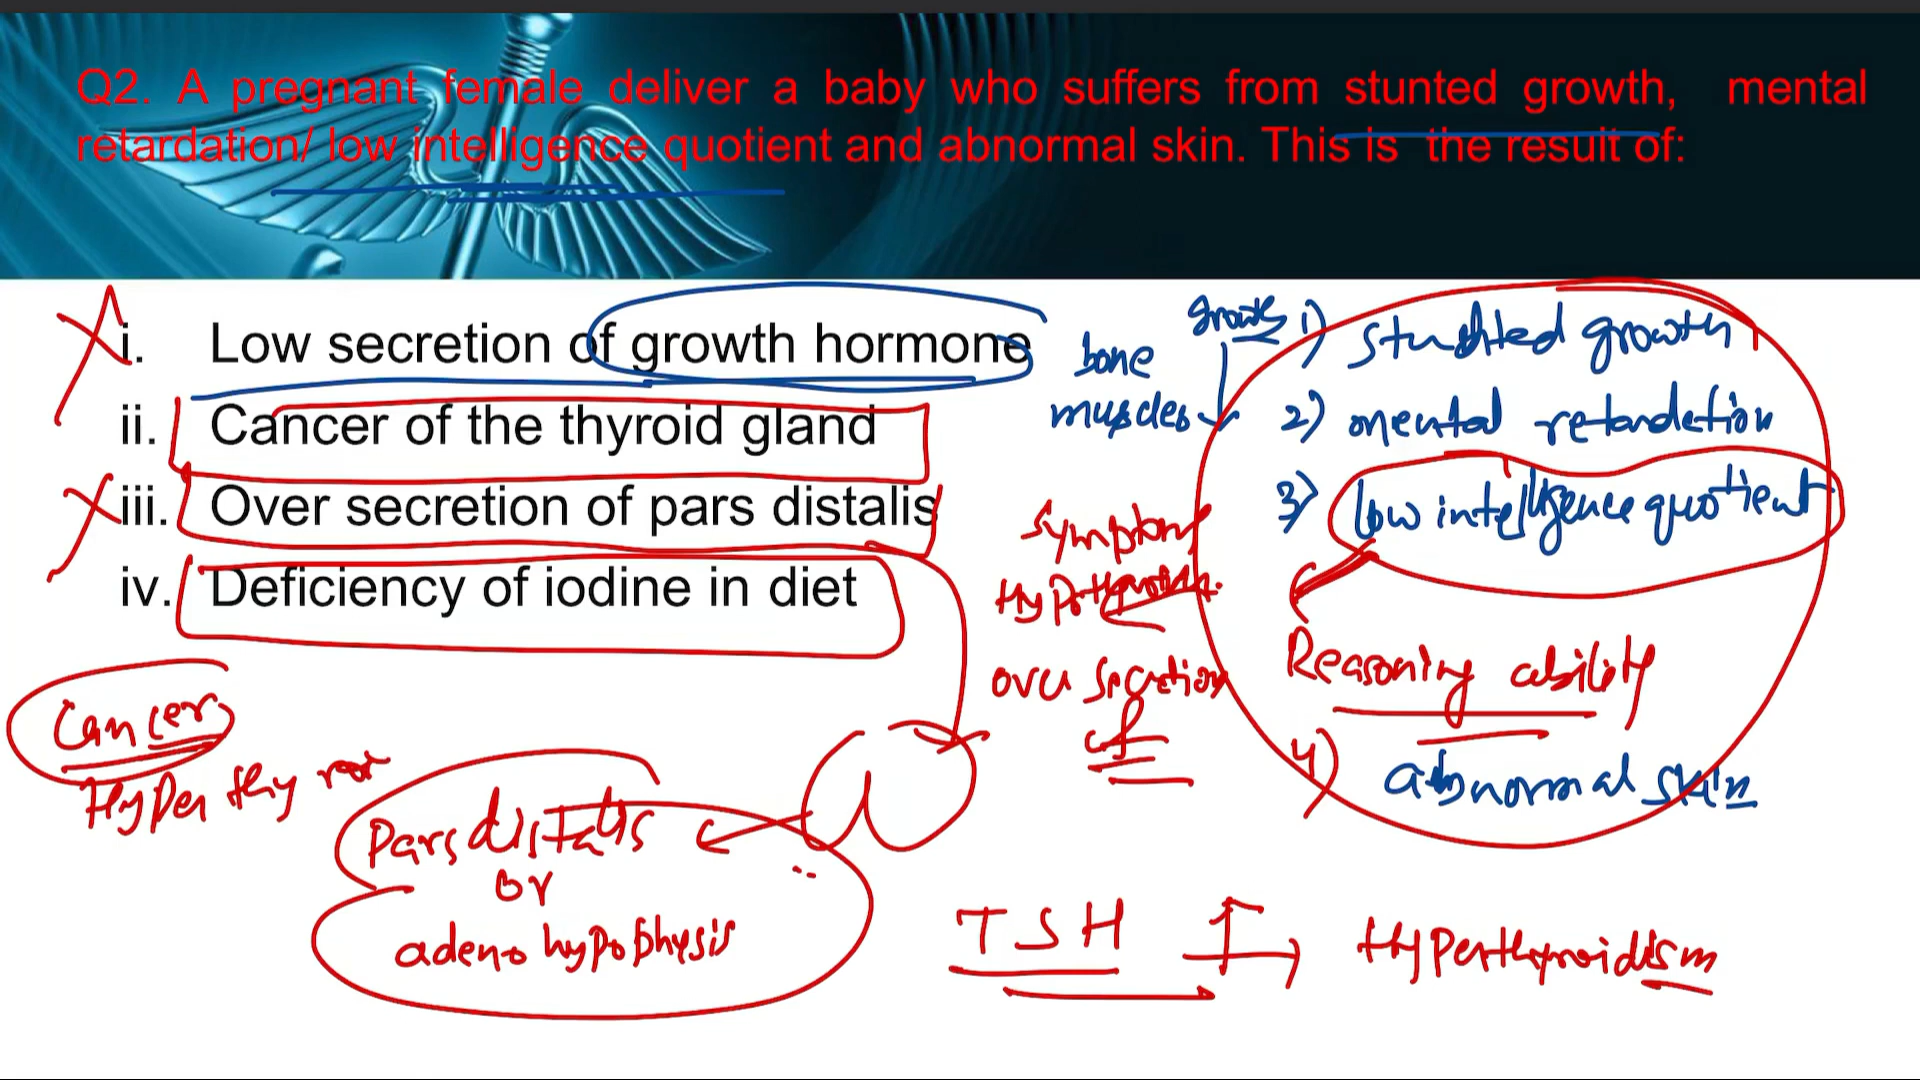 Q2. A pregnant female deliver a baby who suffers from stunted growth, mental
retardation/ low intelligence quotient and abnormal skin. This is the result of:
i. Low secretion of growth hormone
ii. Cancer of the thyroid gland
iii. Over secretion of pars distalis
iv. Deficiency of iodine in diet
bone
muscles
growth
1) stunted growth
2) mental retardation
3) low intelligence quotient
Reasoning ability
4) abnormal skin
symptoms
over secretion
of
Cancer
Hyper thy
Pars distalis
or
adeno hypophysis
TSH ↑ → Hyperthyroidism